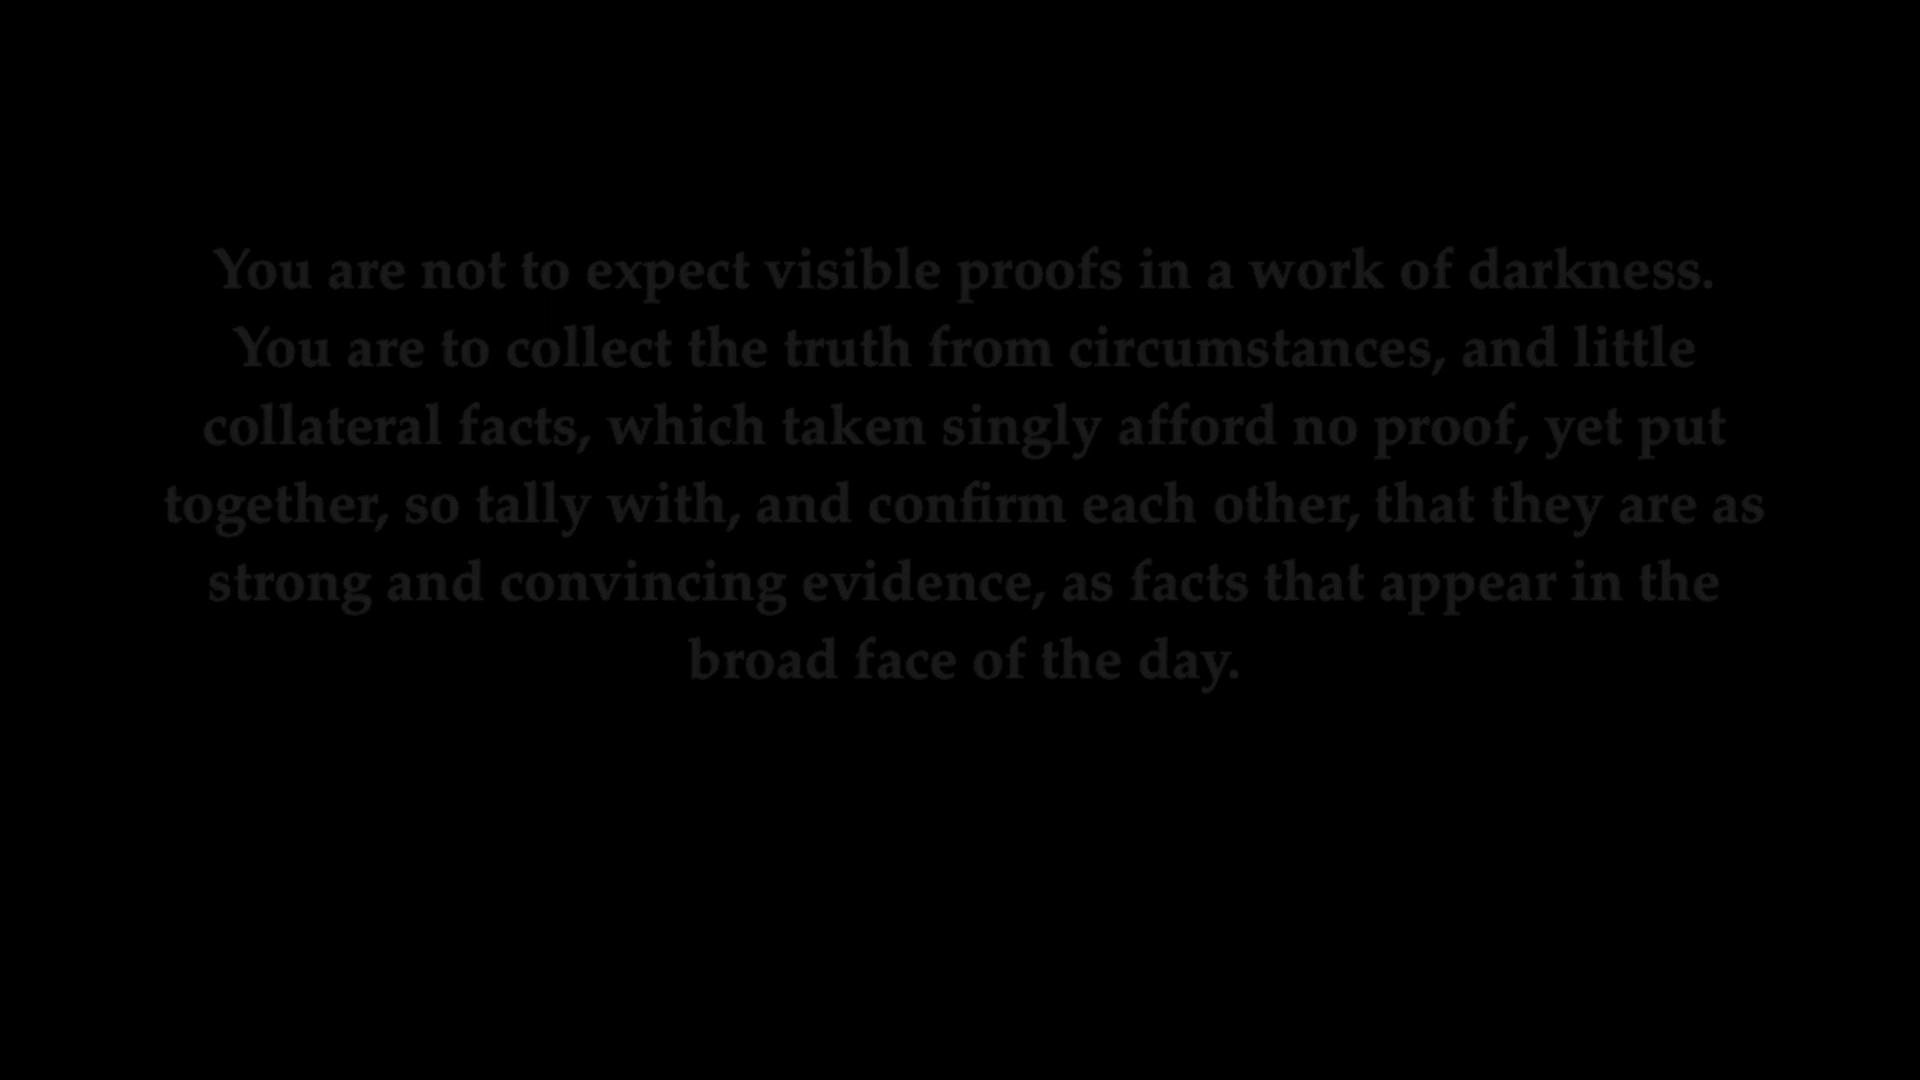 You are not to expect visible proofs in a work of darkness.
You are to collect the truth from circumstances, and little
collateral facts, which taken singly afford no proof, yet put
together, so tally with, and confirm each other, that they are as
strong and convincing evidence, as facts that appear in the
broad face of the day.